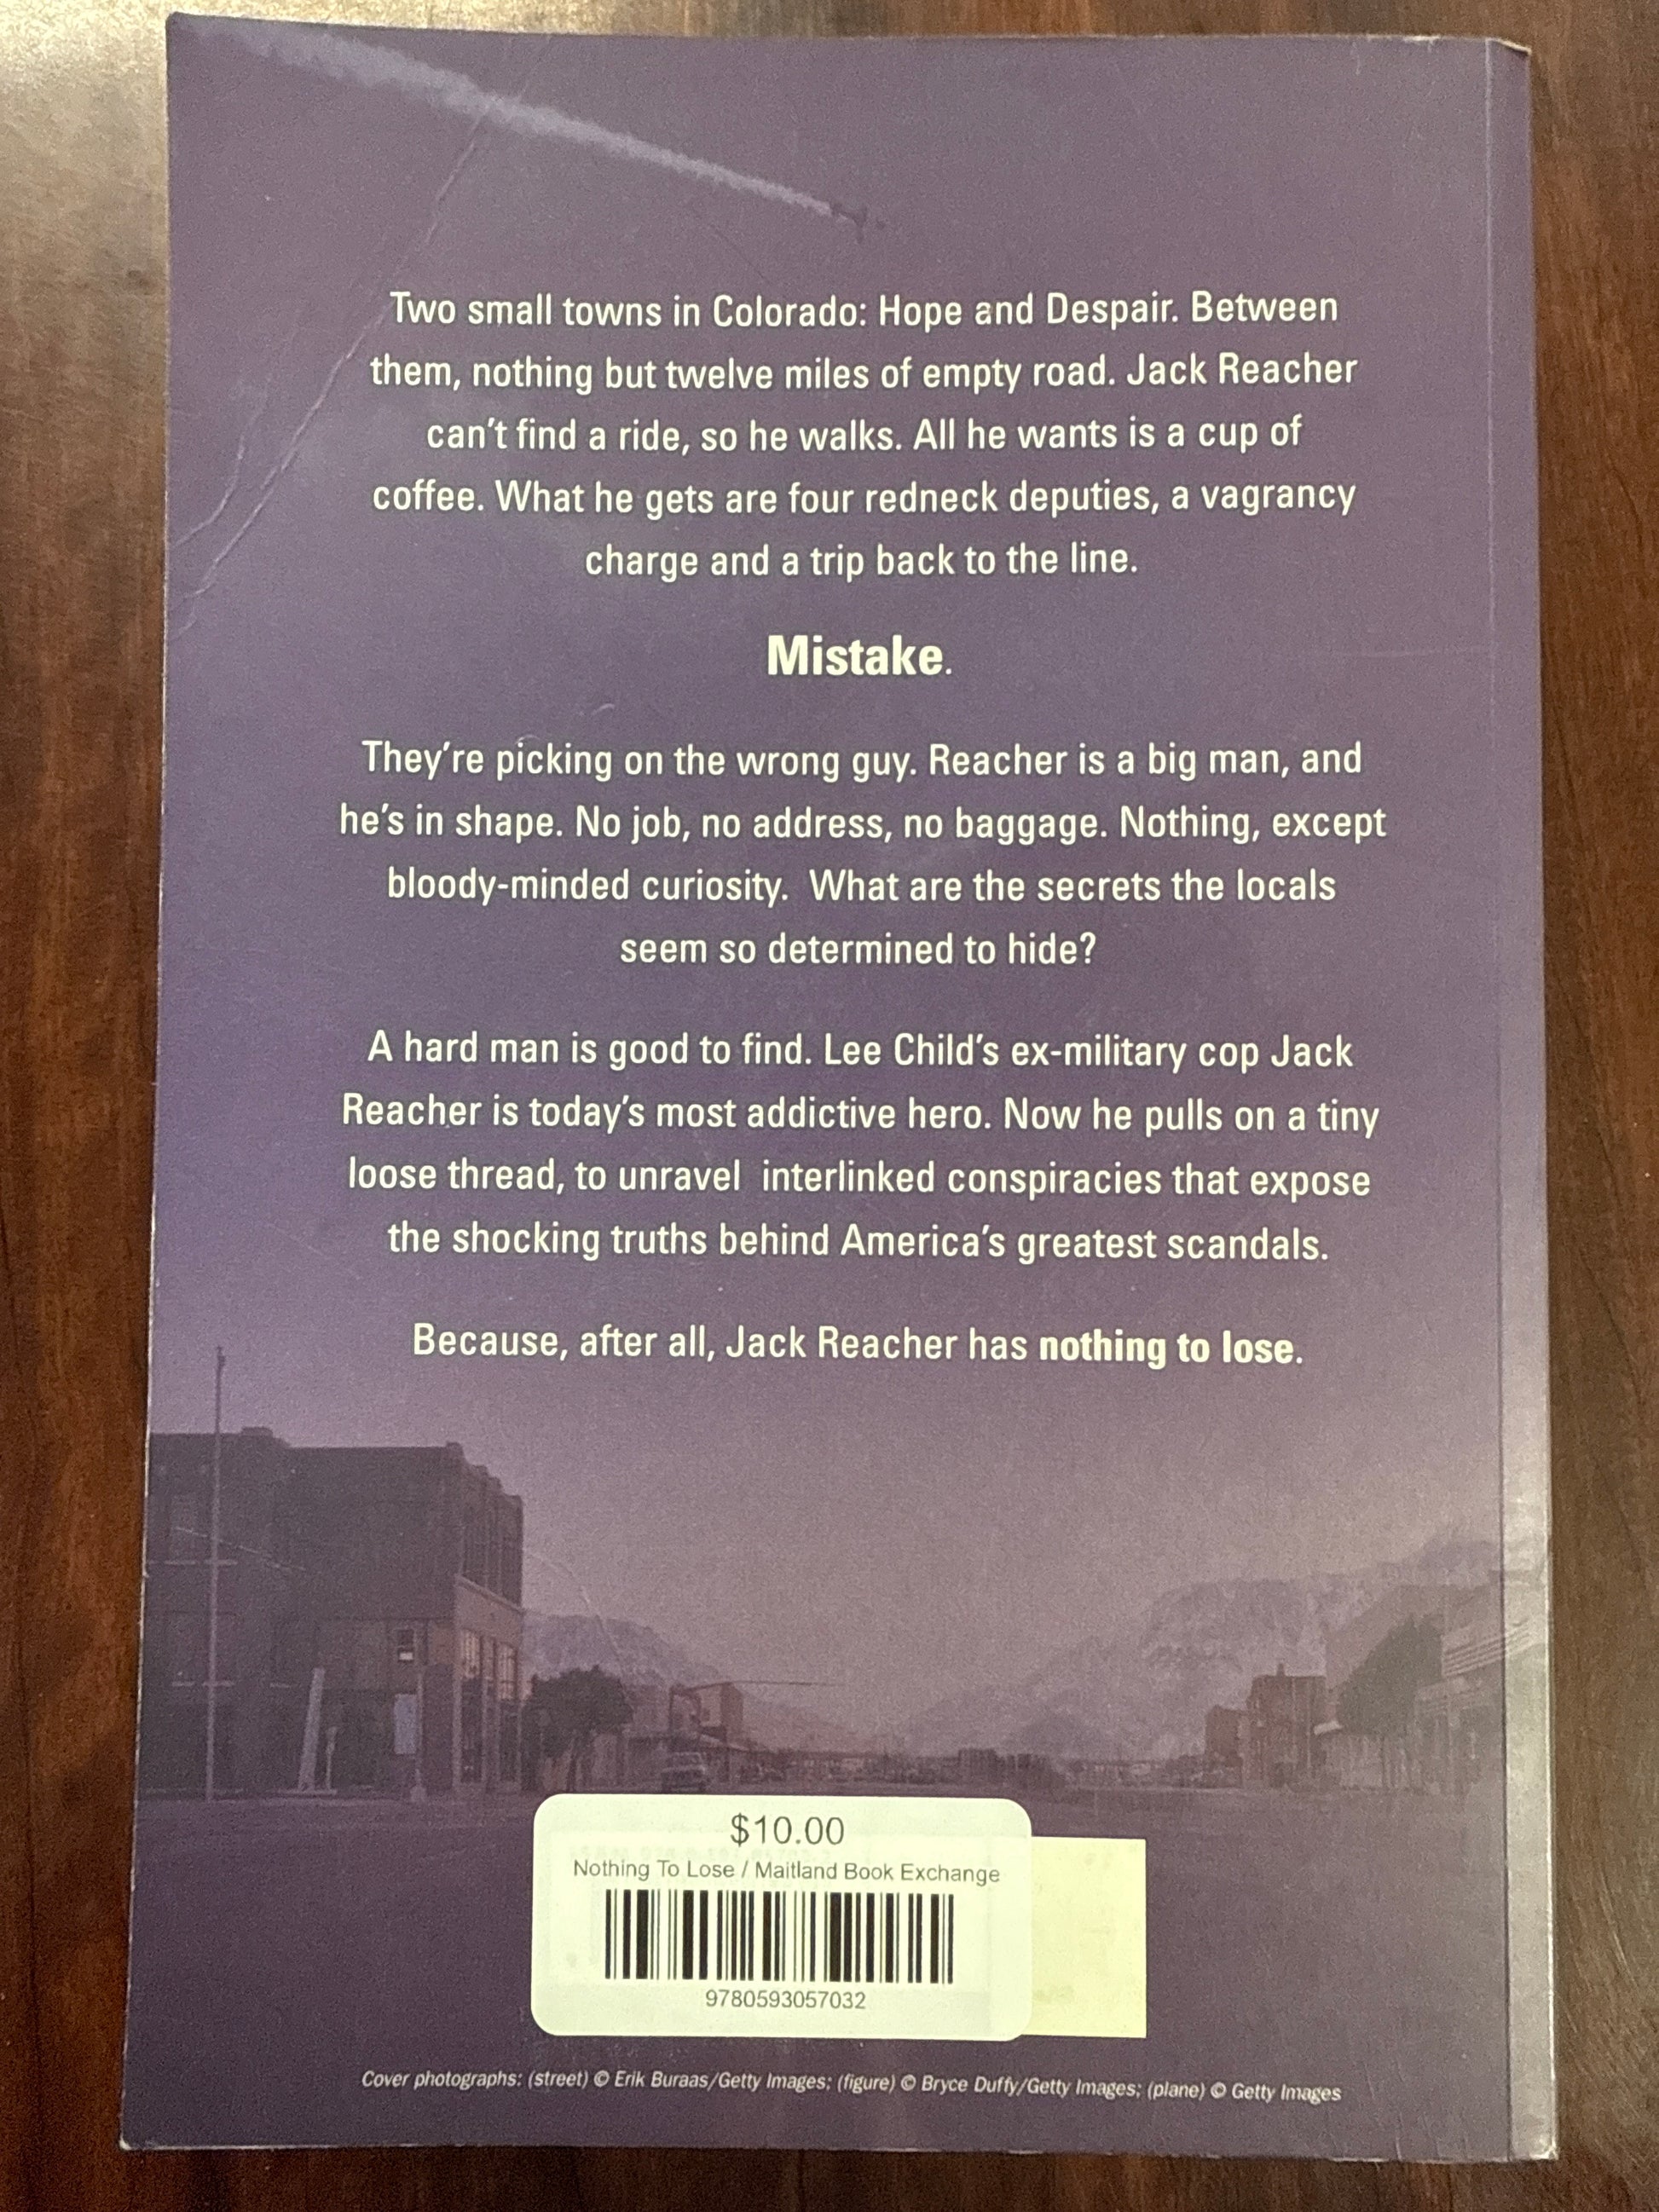 Two small towns in Colorado: Hope and Despair. Between
them, nothing but twelve miles of empty road. Jack Reacher
can't find a ride, so he walks. All he wants is a cup of
coffee. What he gets are four redneck deputies, a vagrancy
charge and a trip back to the line.
Mistake.
They're picking on the wrong guy. Reacher is a big man, and
he's in shape. No job, no address, no baggage. Nothing, except
bloody-minded curiosity.  What are the secrets the locals
seem so determined to hide?
A hard man is good to find. Lee Child's ex-military cop Jack
Reacher is today's most addictive hero. Now he pulls on a tiny
loose thread, to unravel  interlinked conspiracies that expose
the shocking truths behind America's greatest scandals.
Because, after all, Jack Reacher has nothing to lose.
$10.00
Nothing To Lose / Maitland Book Exchange
9780593057032
Cover photographs: (street) © Erik Buraas/Getty Images; (figure) © Bryce Duffy/Getty Images; (plane) © Getty Images